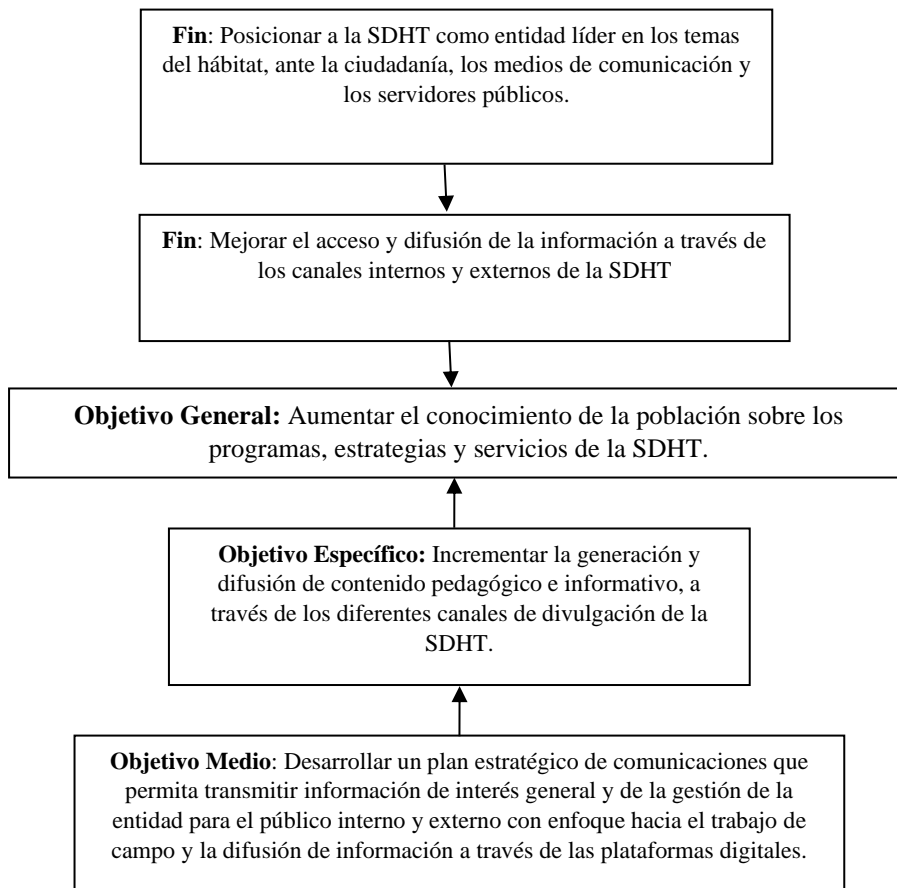 Fin: Posicionar a la SDHT como entidad líder en los temas
del hábitat, ante la ciudadanía, los medios de comunicación y
los servidores públicos.
Fin: Mejorar el acceso y difusión de la información a través de
los canales internos y externos de la SDHT
Objetivo General: Aumentar el conocimiento de la población sobre los
programas, estrategias y servicios de la SDHT.
Objetivo Específico: Incrementar la generación y
difusión de contenido pedagógico e informativo, a
través de los diferentes canales de divulgación de la
SDHT.
Objetivo Medio: Desarrollar un plan estratégico de comunicaciones que
permita transmitir información de interés general y de la gestión de la
entidad para el público interno y externo con enfoque hacia el trabajo de
campo y la difusión de información a través de las plataformas digitales.